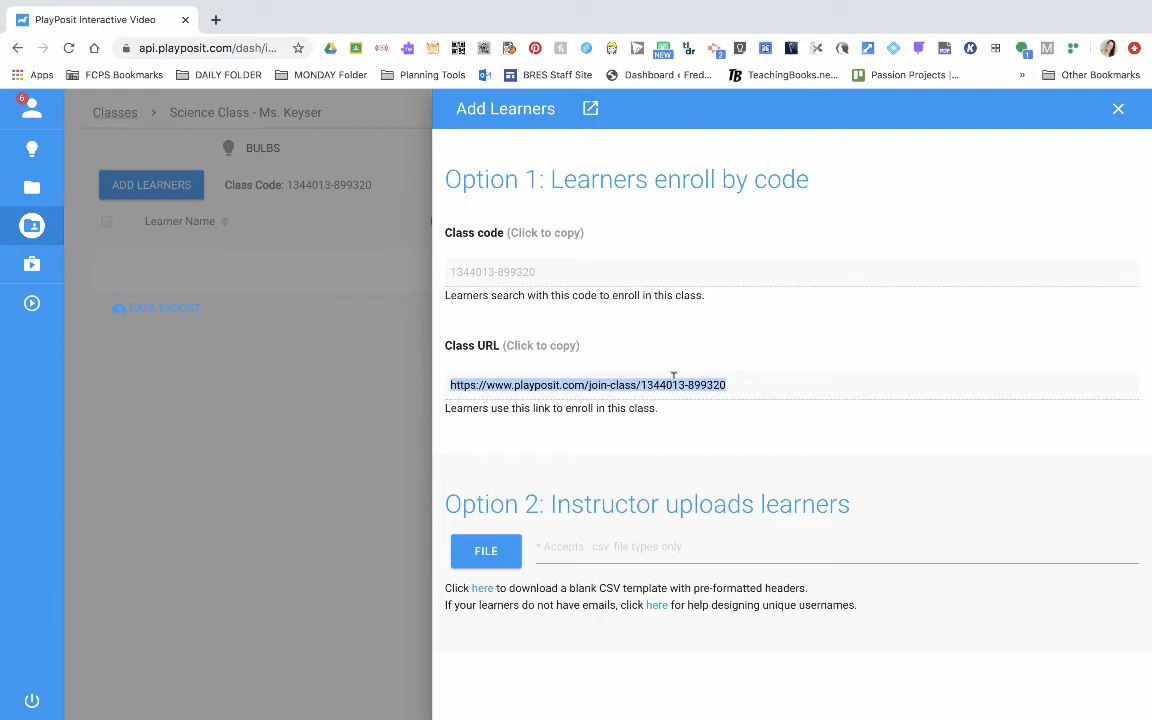 PlayPosit Interactive Video
api.playposit.com/dash/i...
NEW
2
1
Apps
FCPS Bookmarks
DAILY FOLDER
MONDAY Folder
Planning Tools
BRES Staff Site
Dashboard < Fred...
TB TeachingBooks.ne...
Passion Projects |...
»
Other Bookmarks
6
Classes > Science Class - Ms. Keyser
BULBS
ADD LEARNERS
Class Code: 1344013-899320
Learner Name
DATA EXPORT
Add Learners
Option 1: Learners enroll by code
Class code (Click to copy)
1344013-899320
Learners search with this code to enroll in this class.
Class URL (Click to copy)
https://www.playposit.com/join-class/1344013-899320
Learners use this link to enroll in this class.
Option 2: Instructor uploads learners
FILE
* Accepts '.csv' file types only
Click here to download a blank CSV template with pre-formatted headers.
If your learners do not have emails, click here for help designing unique usernames.